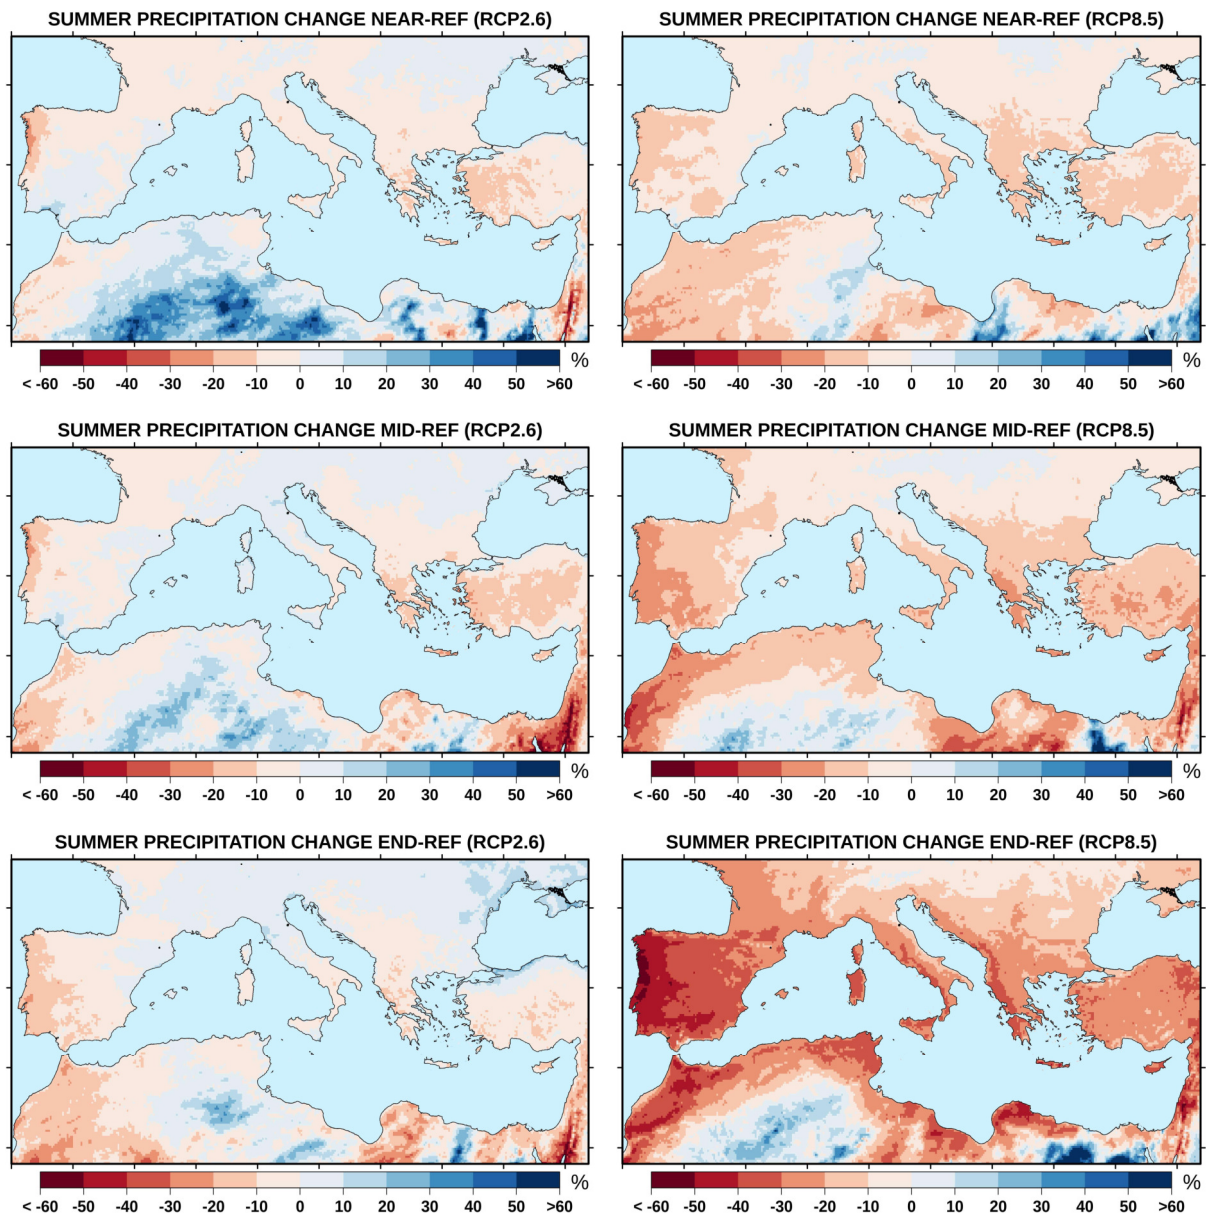 SUMMER PRECIPITATION CHANGE NEAR-REF (RCP2.6)
< -60 -50 -40 -30 -20 -10 0 10 20 30 40 50 >60 %
SUMMER PRECIPITATION CHANGE NEAR-REF (RCP8.5)
< -60 -50 -40 -30 -20 -10 0 10 20 30 40 50 >60 %
SUMMER PRECIPITATION CHANGE MID-REF (RCP2.6)
< -60 -50 -40 -30 -20 -10 0 10 20 30 40 50 >60 %
SUMMER PRECIPITATION CHANGE MID-REF (RCP8.5)
< -60 -50 -40 -30 -20 -10 0 10 20 30 40 50 >60 %
SUMMER PRECIPITATION CHANGE END-REF (RCP2.6)
< -60 -50 -40 -30 -20 -10 0 10 20 30 40 50 >60 %
SUMMER PRECIPITATION CHANGE END-REF (RCP8.5)
< -60 -50 -40 -30 -20 -10 0 10 20 30 40 50 >60 %